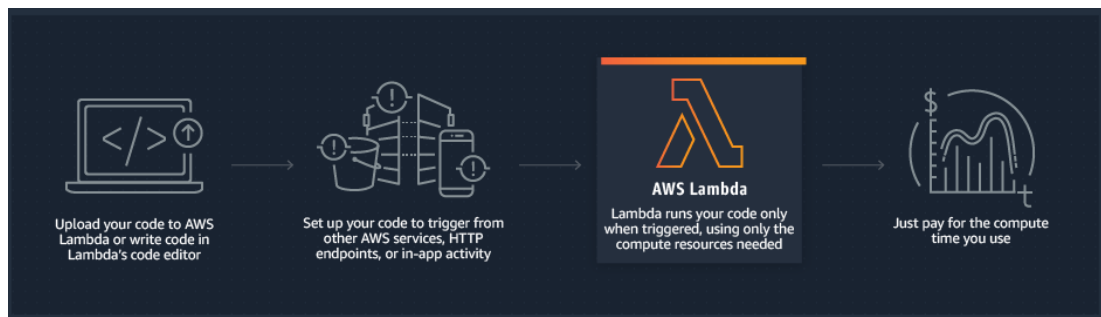 Upload your code to AWS
Lambda or write code in
Lambda's code editor
Set up your code to trigger from
other AWS services, HTTP
endpoints, or in-app activity
AWS Lambda
Lambda runs your code only
when triggered, using only the
compute resources needed
$
t
Just pay for the compute
time you use